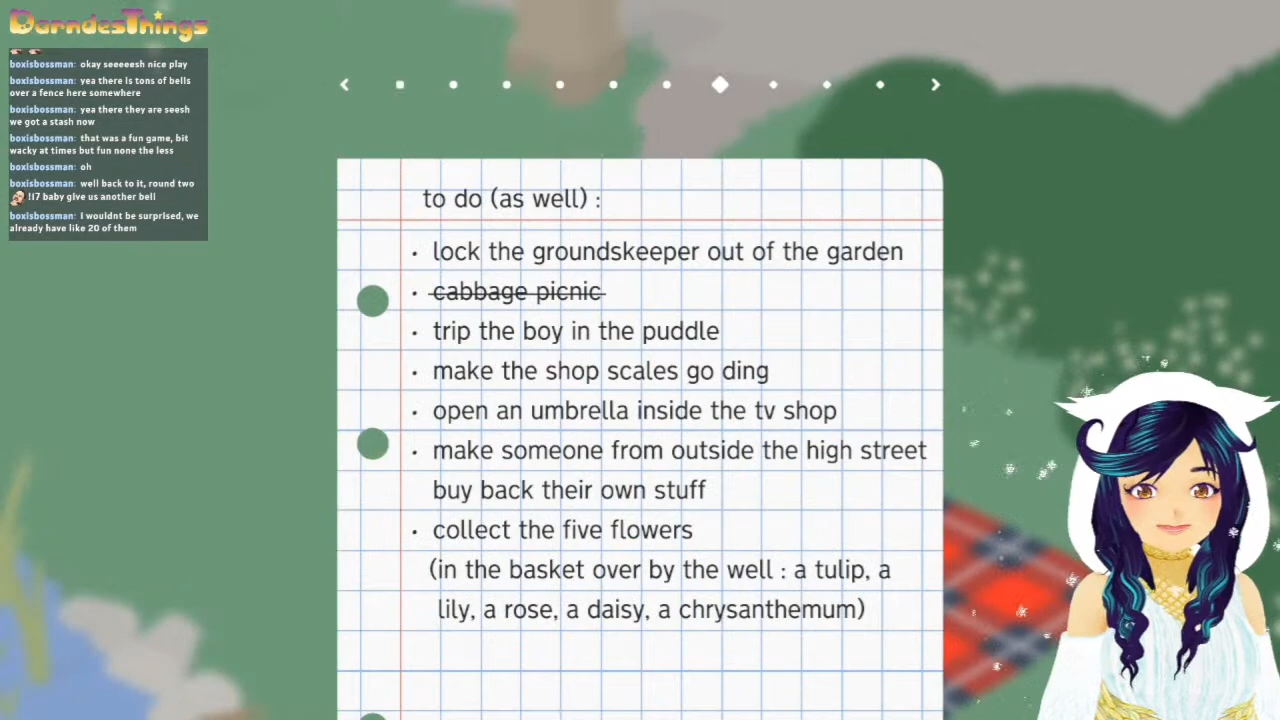 DarndesThings
boxisbossman: okay seeeeesh nice play
boxisbossman: yea there is tons of bells
over a fence here somewhere
boxisbossman: yea there they are seesh
we got a stash now
boxisbossman: that was a fun game, bit
wacky at times but fun none the less
boxisbossman: oh
boxisbossman: well back to it, round two
!17 baby give us another bell
boxisbossman: I wouldnt be surprised, we
already have like 20 of them
to do (as well) :
• lock the groundskeeper out of the garden
• cabbage picnic
• trip the boy in the puddle
• make the shop scales go ding
• open an umbrella inside the tv shop
• make someone from outside the high street
buy back their own stuff
• collect the five flowers
(in the basket over by the well : a tulip, a
lily, a rose, a daisy, a chrysanthemum)